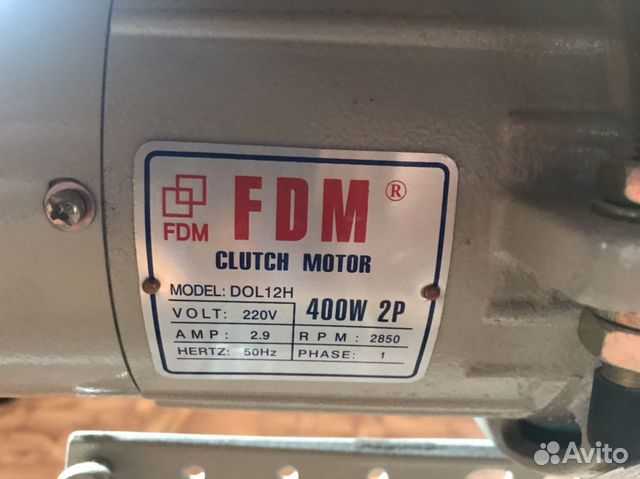 FDM ®
FDM
CLUTCH MOTOR
MODEL: DOL12H
400W 2P
VOLT: 220V
AMP: 2.9
RPM: 2850
HERTZ: 50Hz
PHASE: 1
Avito